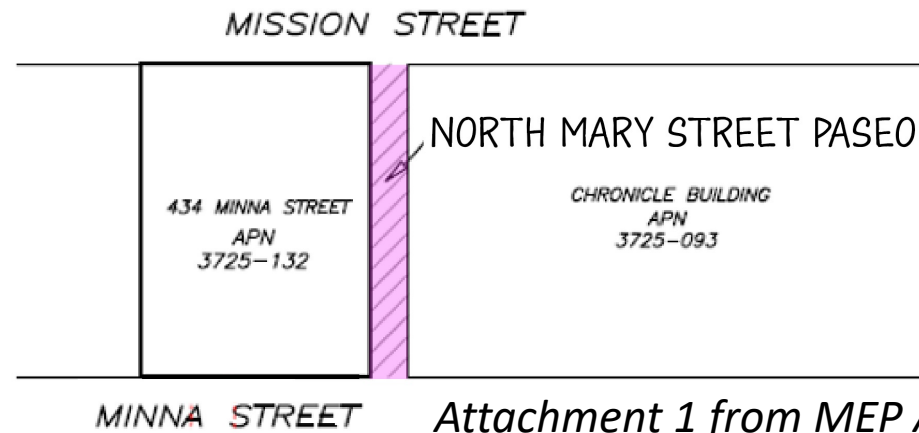 MISSION STREET
NORTH MARY STREET PASEO
434 MINNA STREET
APN
3725-132
CHRONICLE BUILDING
APN
3725-093
MINNA STREET
Attachment 1 from MEP